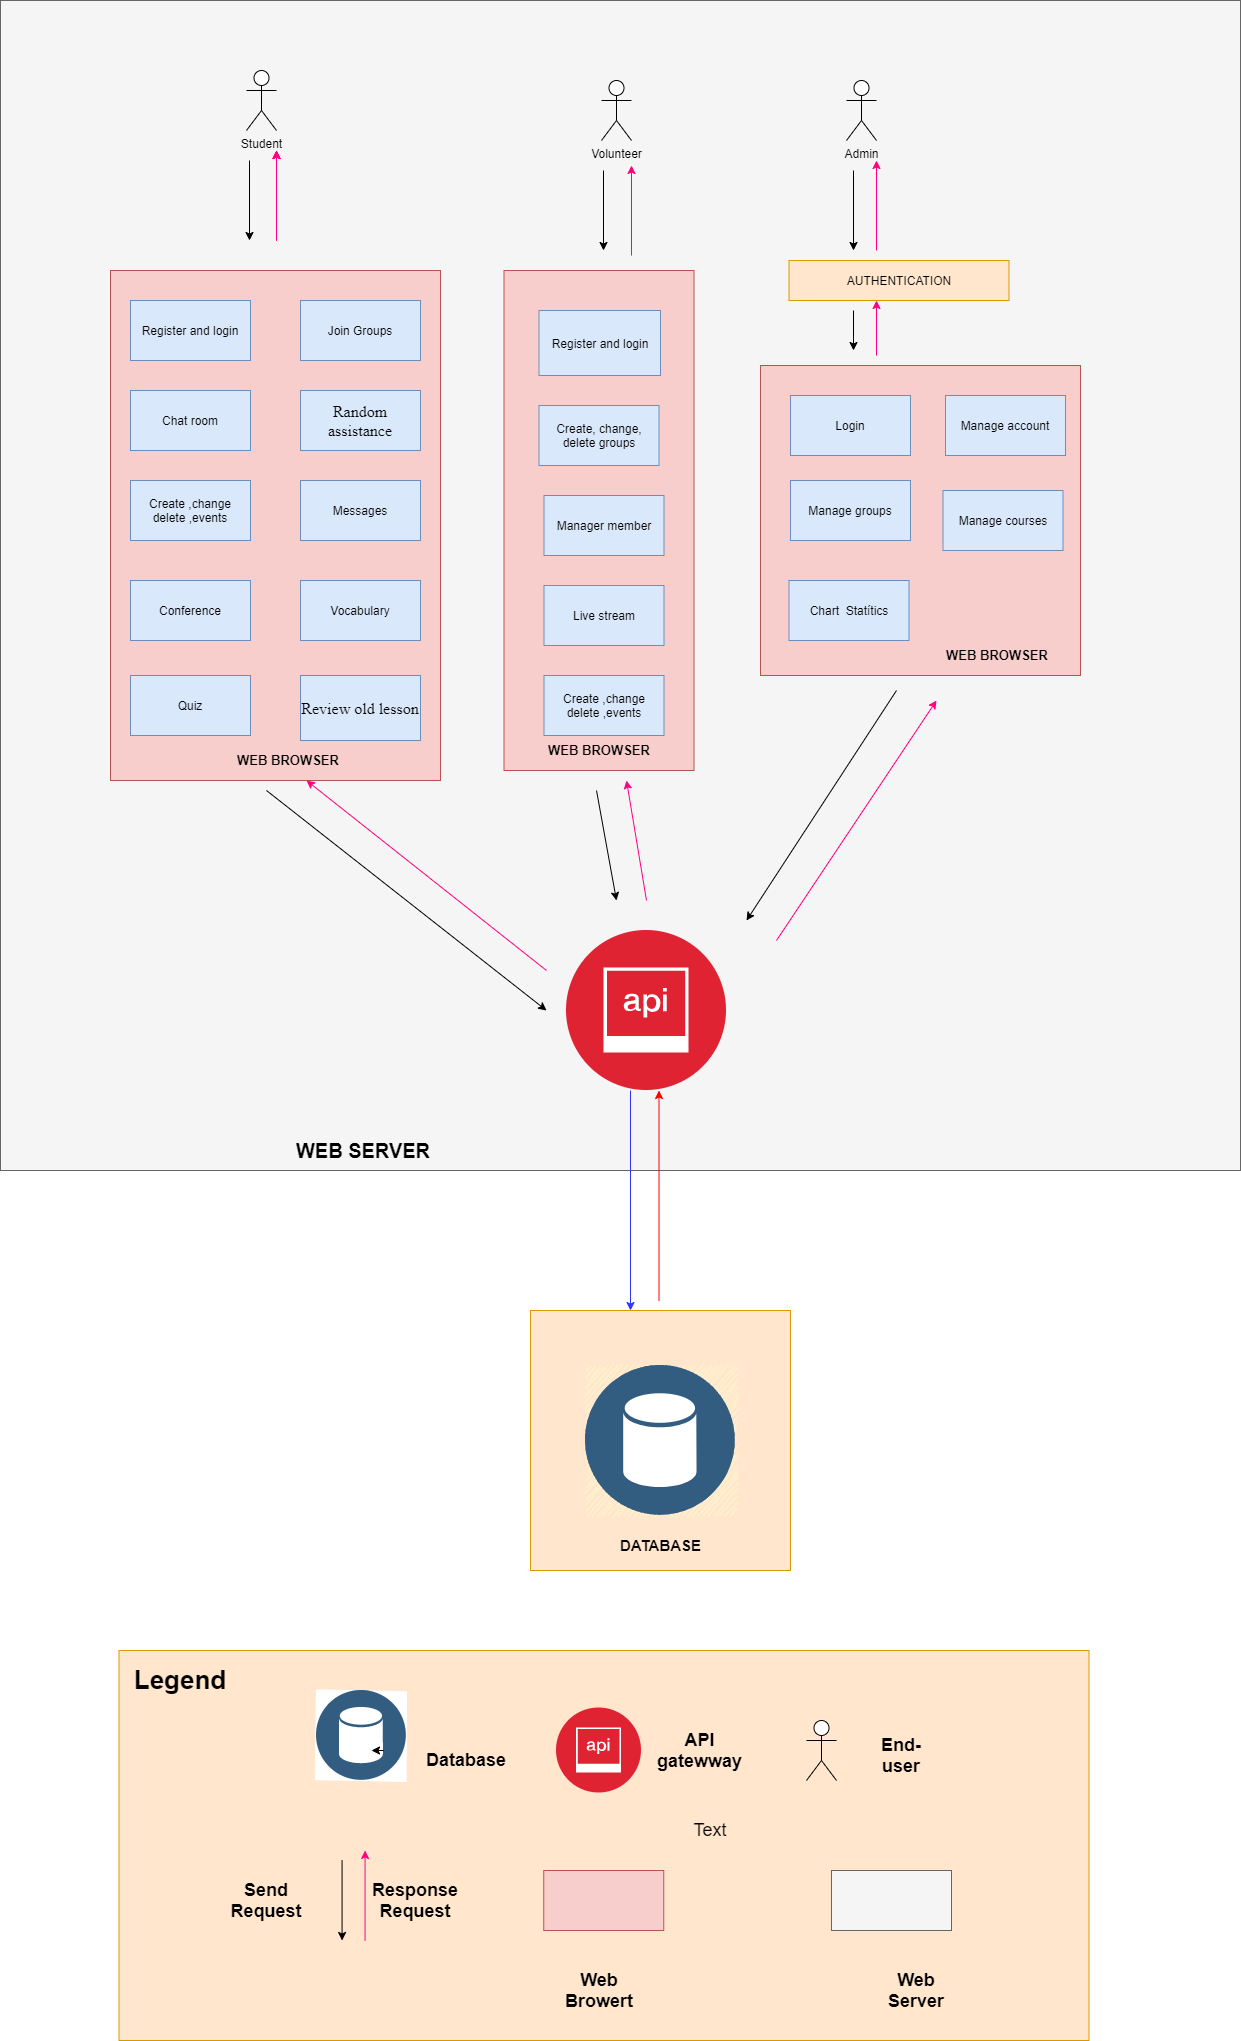 Student
Volunteer
Admin
AUTHENTICATION
Register and login
Join Groups
Chat room
Random
assistance
Create ,change
delete ,events
Messages
Conference
Vocabulary
Quiz
Review old lesson
WEB BROWSER
Register and login
Create, change,
delete groups
Manager member
Live stream
Create ,change
delete ,events
WEB BROWSER
Login
Manage account
Manage groups
Manage courses
Chart  Statítics
WEB BROWSER
api
WEB SERVER
DATABASE
Legend
Database
api
API
gatewway
End-
user
Text
Send
Request
Response
Request
Web
Browert
Web
Server